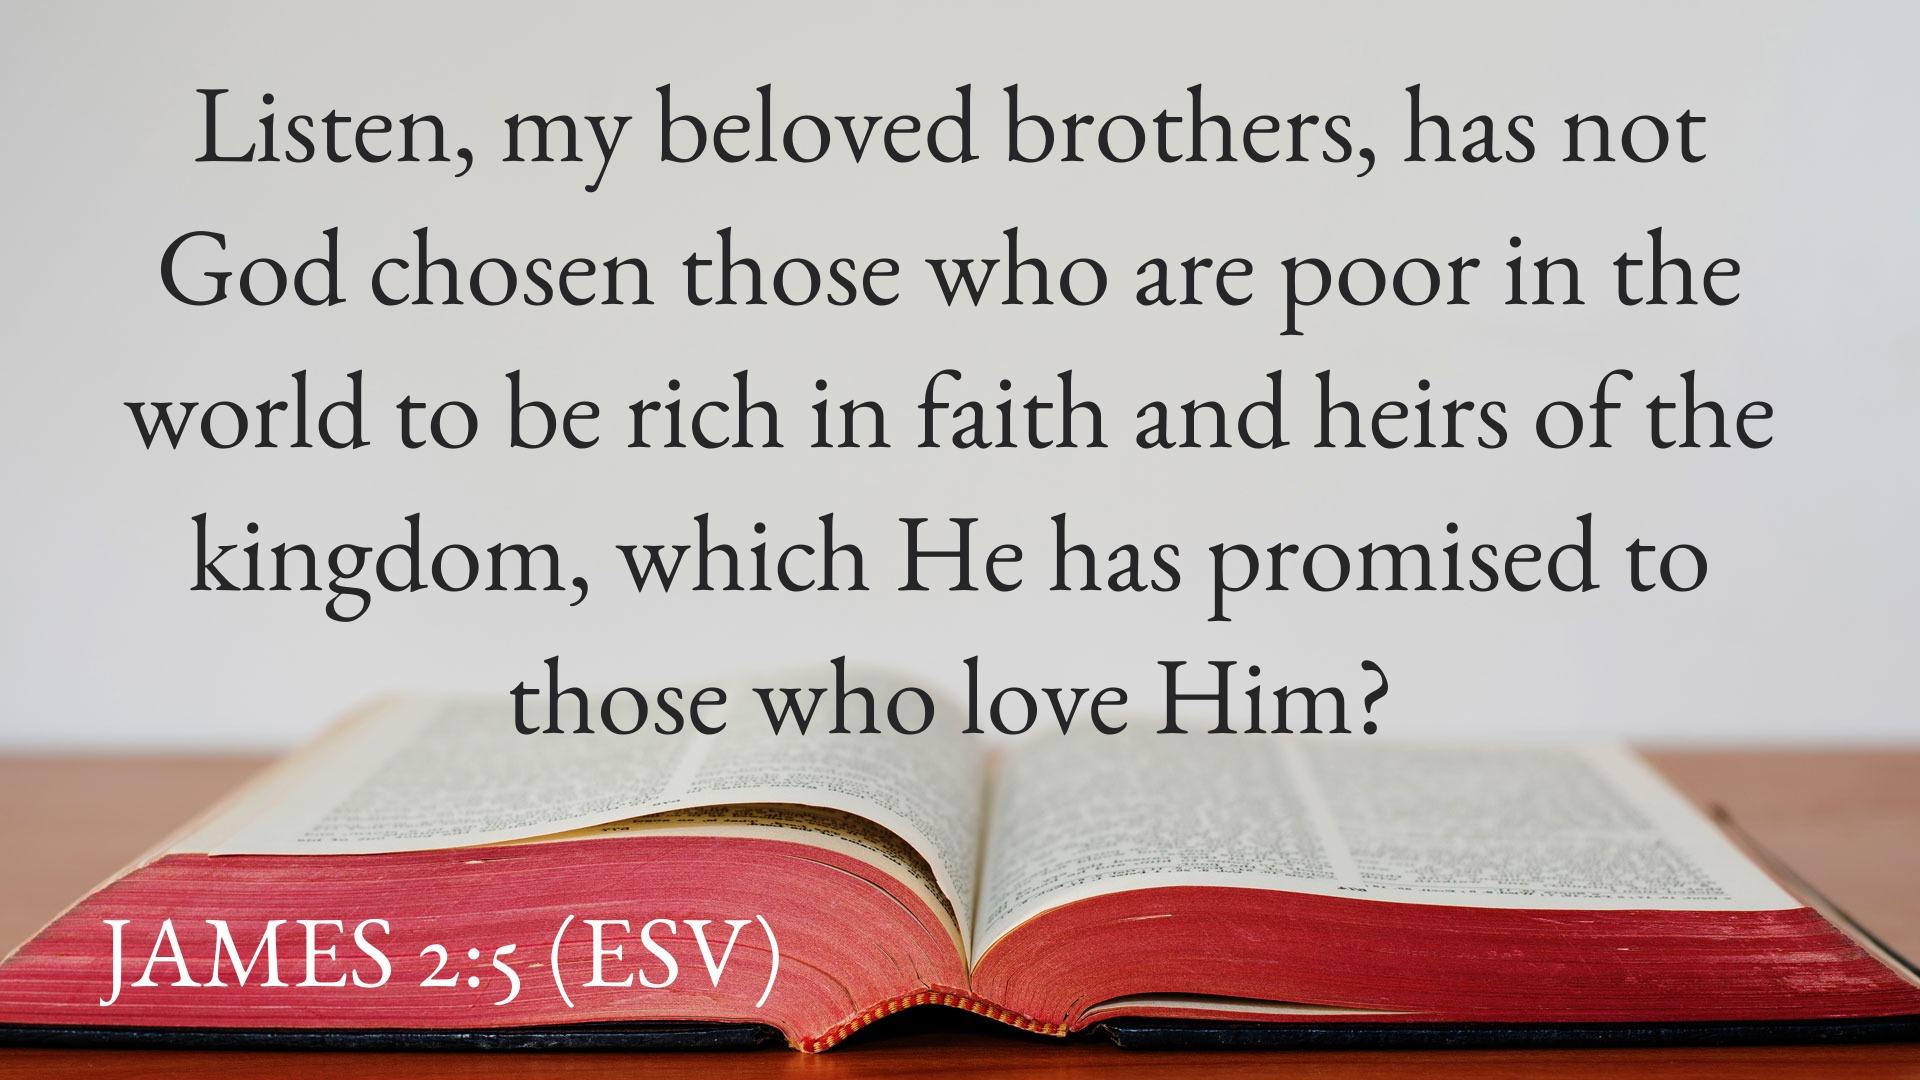 Listen, my beloved brothers, has not
God chosen those who are poor in the
world to be rich in faith and heirs of the
kingdom, which He has promised to
those who love Him?
JAMES 2:5 (ESV)